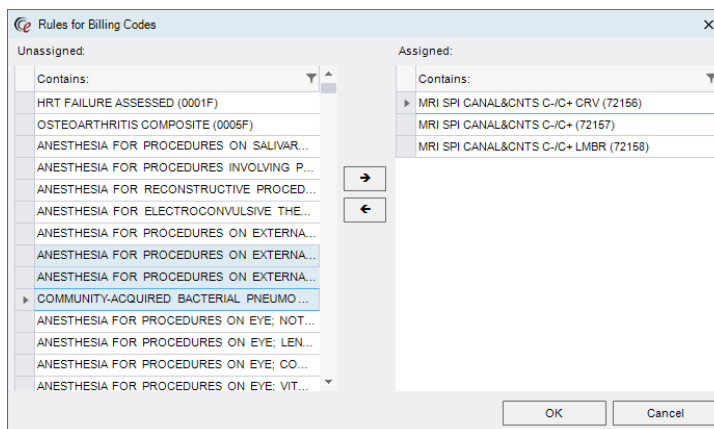 Rules for Billing Codes
Unassigned:
Contains:
HRT FAILURE ASSESSED (0001F)
OSTEOARTHRITIS COMPOSITE (0005F)
ANESTHESIA FOR PROCEDURES ON SALIVAR...
ANESTHESIA FOR PROCEDURES INVOLVING P...
ANESTHESIA FOR RECONSTRUCTIVE PROCED...
ANESTHESIA FOR ELECTROCONVULSIVE THE...
ANESTHESIA FOR PROCEDURES ON EXTERNA...
ANESTHESIA FOR PROCEDURES ON EXTERNA...
ANESTHESIA FOR PROCEDURES ON EXTERNA...
COMMUNITY-ACQUIRED BACTERIAL PNEUMO...
ANESTHESIA FOR PROCEDURES ON EYE; NOT...
ANESTHESIA FOR PROCEDURES ON EYE; LEN...
ANESTHESIA FOR PROCEDURES ON EYE; CO...
ANESTHESIA FOR PROCEDURES ON EYE; VIT...
Assigned:
Contains:
MRI SPI CANAL&CNTS C-/C+ CRV (72156)
MRI SPI CANAL&CNTS C-/C+ (72157)
MRI SPI CANAL&CNTS C-/C+ LMBR (72158)
OK
Cancel